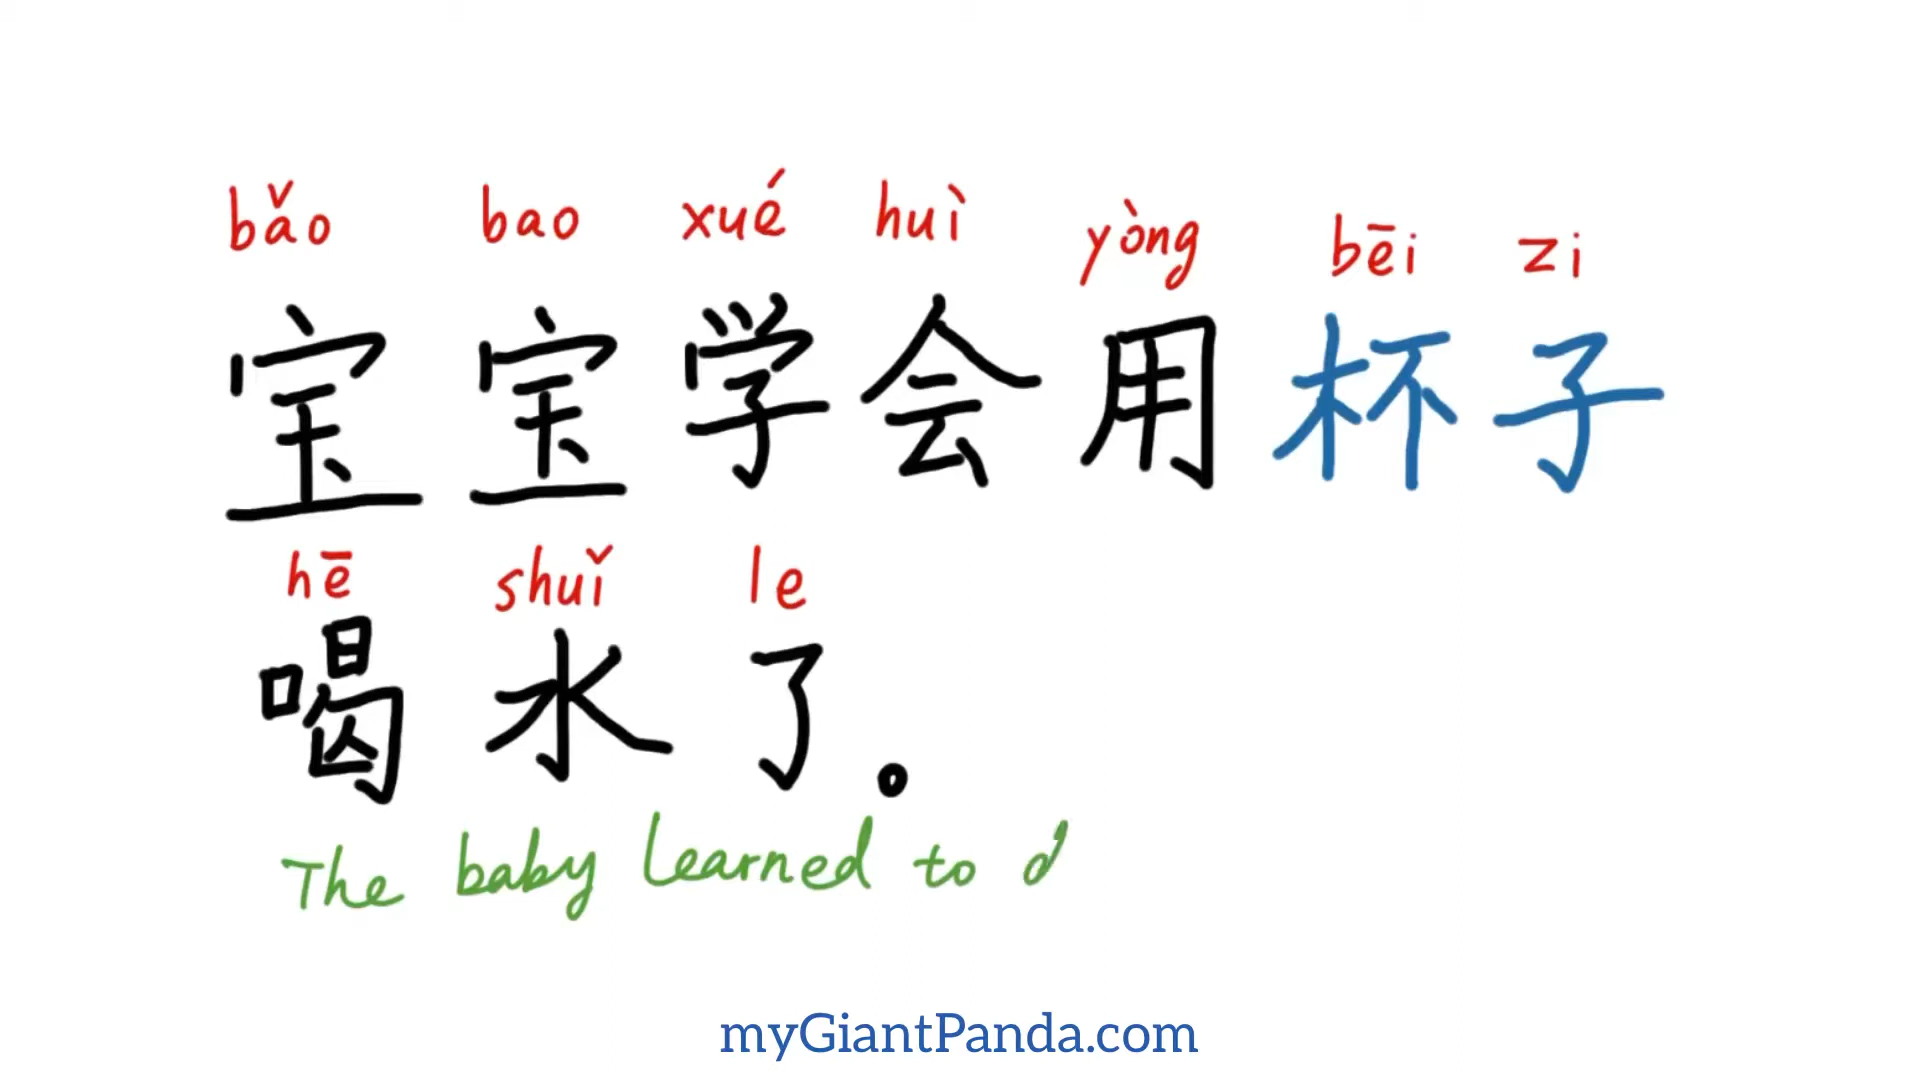 bǎo bao xué huì yòng bēi zi
宝宝学会用杯子
hē shuǐ le
喝水了。
The baby learned to d
myGiantPanda.com